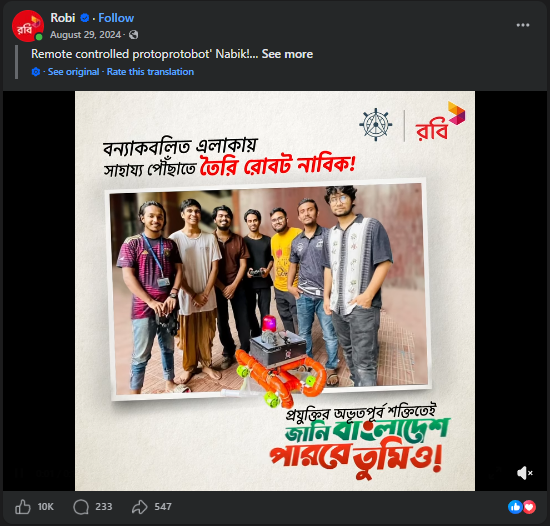 রবি
Robi · Follow
August 29, 2024 ·
Remote controlled protoprotobot' Nabik!... See more
· See original · Rate this translation
রবি
বন্যাকবলিত এলাকায়
সাহায্য পৌঁছাতে তৈরি রোবট নাবিক!
প্রযুক্তির অভূতপূর্ব শক্তিতেই
জানি বাংলাদেশ
পারবে তুমিও!
10K 233 547